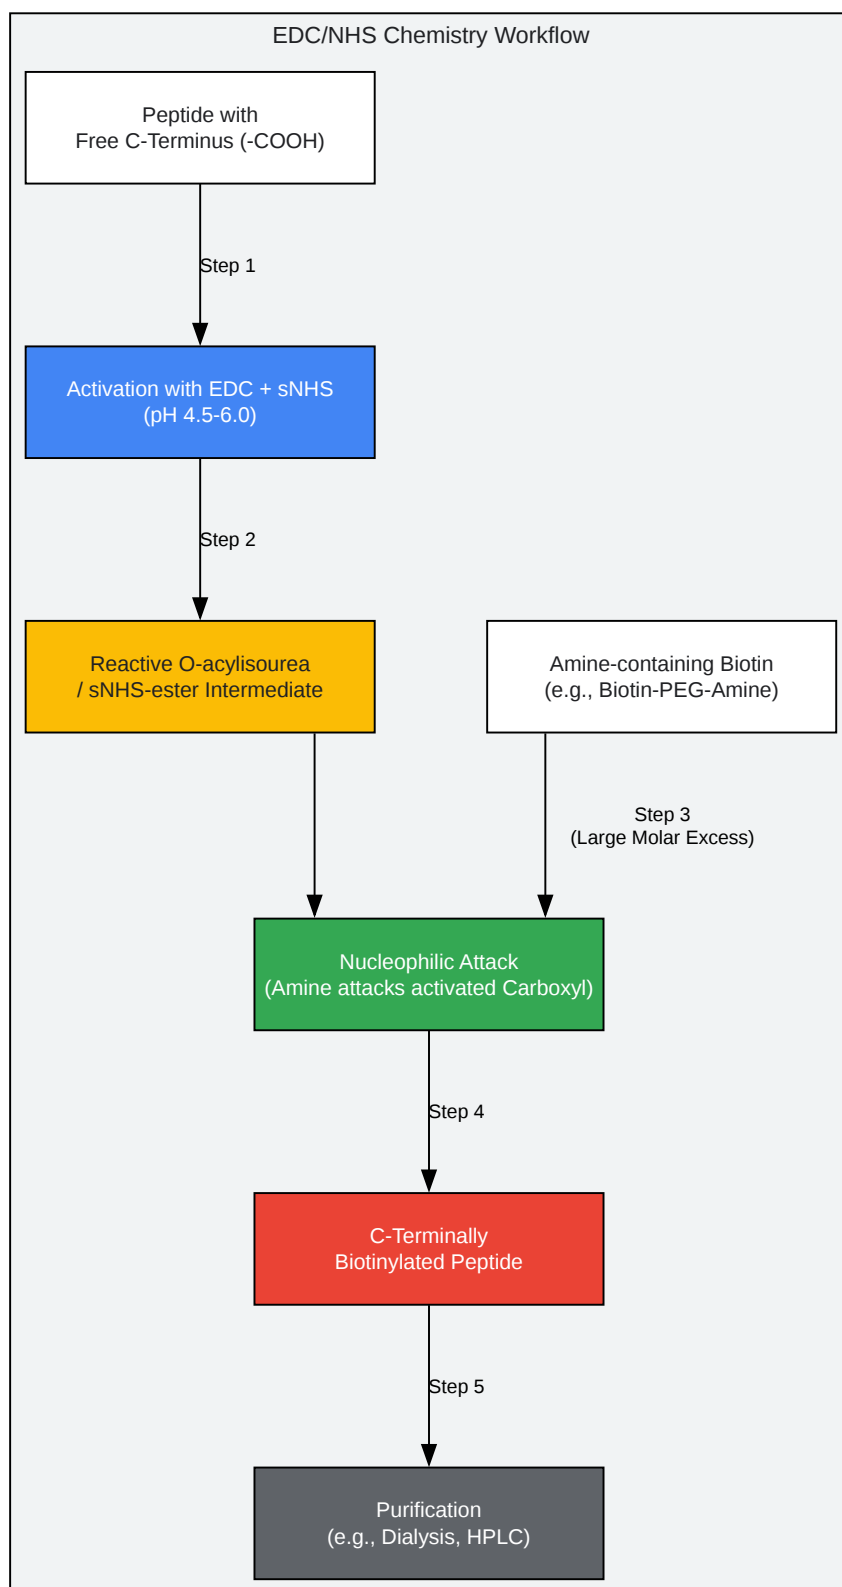 EDC/NHS Chemistry Workflow
Peptide with
Free C-Terminus (-COOH)
Step 1
Activation with EDC + sNHS
(pH 4.5-6.0)
Step 2
Reactive O-acylisourea
/ sNHS-ester Intermediate
Amine-containing Biotin
(e.g., Biotin-PEG-Amine)
Step 3
(Large Molar Excess)
Nucleophilic Attack
(Amine attacks activated Carboxyl)
Step 4
C-Terminally
Biotinylated Peptide
Step 5
Purification
(e.g., Dialysis, HPLC)